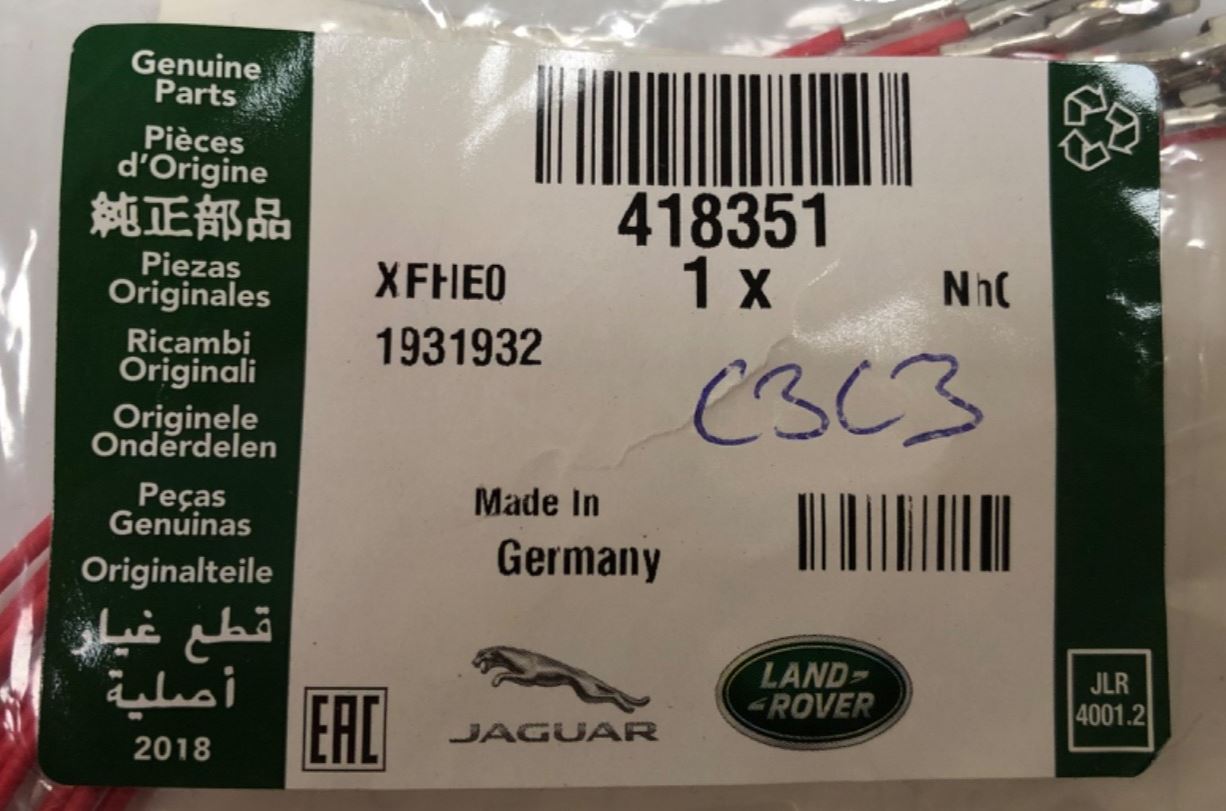 Genuine
Parts
Pièces
d'Origine
純正部品
Piezas
Originales
Ricambi
Originali
Originele
Onderdelen
Peças
Genuinas
Originalteile
قطع غيار
أصلية
2018
418351
XFHE0
1 x
1931932
C3C3
Made In
Germany
EAC
JAGUAR
LAND-
-ROVER
JLR
4001.2